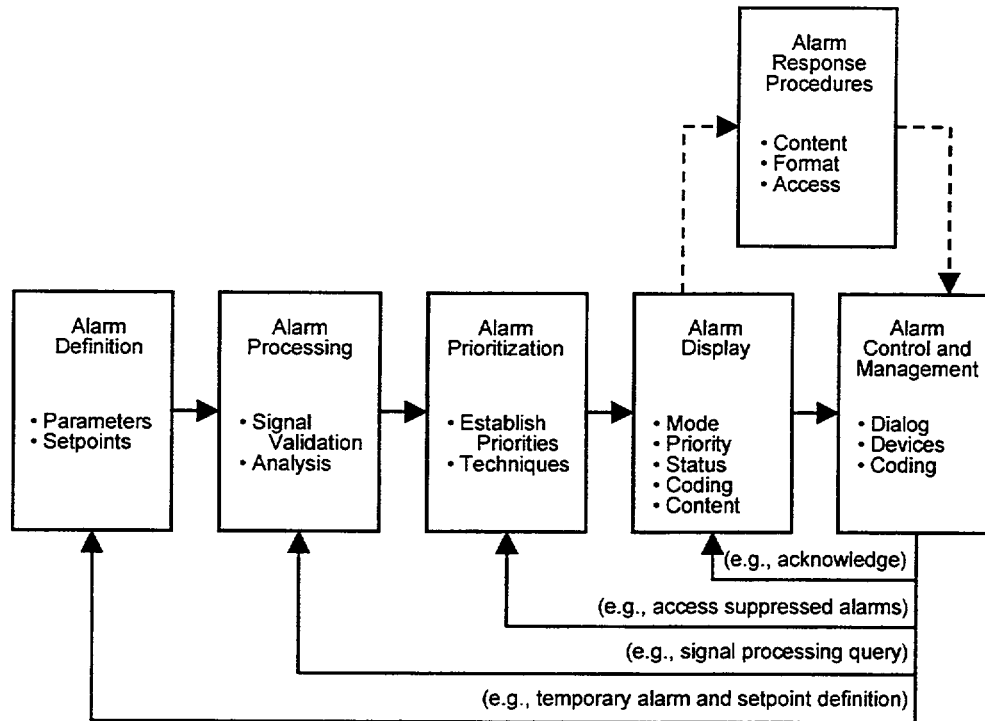 Alarm
Response
Procedures
• Content
• Format
• Access
Alarm
Definition
• Parameters
• Setpoints
Alarm
Processing
• Signal
Validation
• Analysis
Alarm
Prioritization
• Establish
Priorities
• Techniques
Alarm
Display
• Mode
• Priority
• Status
• Coding
• Content
Alarm
Control and
Management
• Dialog
• Devices
• Coding
(e.g., acknowledge)
(e.g., access suppressed alarms)
(e.g., signal processing query)
(e.g., temporary alarm and setpoint definition)